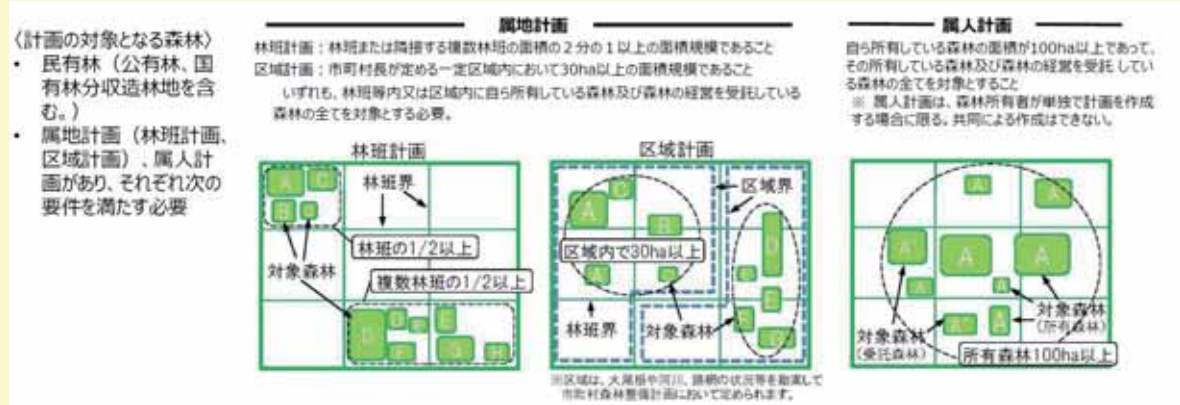 〈計画の対象となる森林〉
• 民有林（公有林、国
有林分収造林地を含
む。）
• 属地計画（林班計画、
区域計画）、属人計
画があり、それぞれ次の
要件を満たす必要
属地計画
林班計画：林班または隣接する複数林班の面積の２分の１以上の面積規模であること
区域計画：市町村長が定める一定区域内において30ha以上の面積規模であること
いずれも、林班等内又は区域内に自ら所有している森林及び森林の経営を受託している
森林の全てを対象とする必要。
林班計画
A
C
B
林班界
林班の1/2以上
対象森林
複数林班の1/2以上
D
D
E
F
F
G
H
区域計画
C
A
B
区域界
区域内で30ha以上
D
A
E
F
G
林班界
対象森林
※区域は、大尾根や河川、路網の状況等を勘案して
市町村森林整備計画において定められます。
属人計画
自ら所有している森林の面積が100ha以上であって、
その所有している森林及び森林の経営を受託 してい
る森林の全てを対象とすること
※ 属人計画は、森林所有者が単独で計画を作成
する場合に限る。共同による作成はできない。
A
A
A'
A
A
A'
A
A'
A
対象森林
(受託森林)
対象森林
(所有森林)
所有森林100ha以上